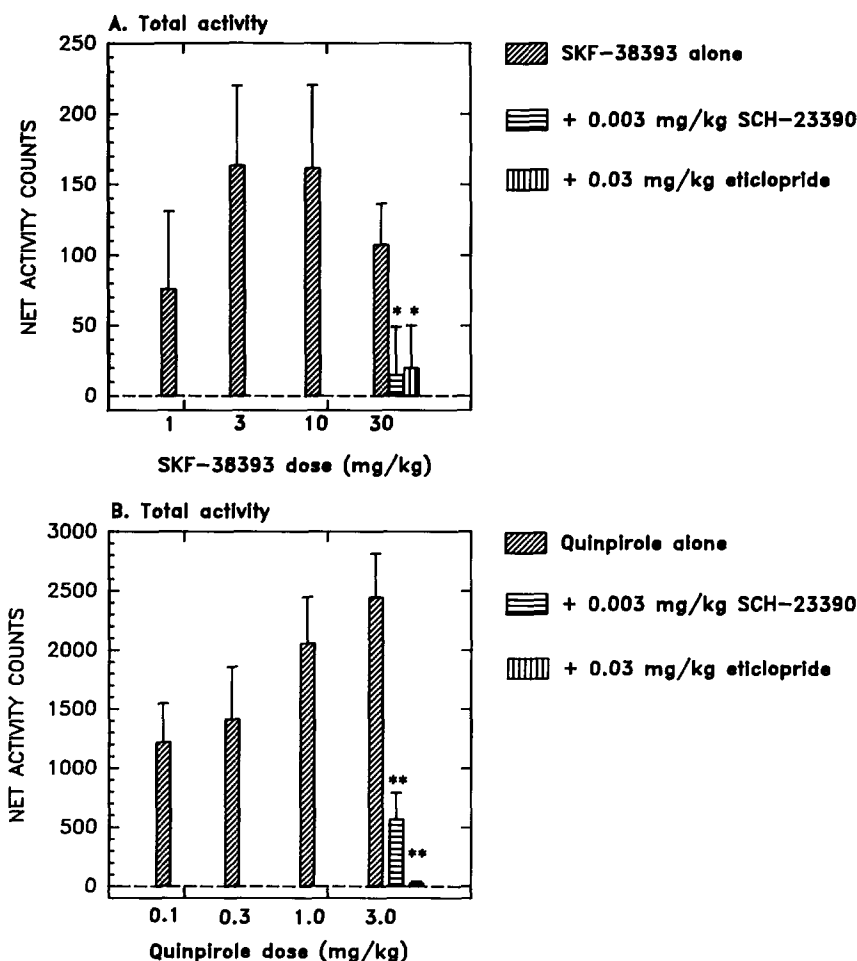 A. Total activity
250
200
150
100
50
0
NET ACTIVITY COUNTS
* *
1 3 10 30
SKF-38393 dose (mg/kg)
SKF-38393 alone
+ 0.003 mg/kg SCH-23390
+ 0.03 mg/kg eticlopride
B. Total activity
3000
2500
2000
1500
1000
500
0
NET ACTIVITY COUNTS
**
**
0.1 0.3 1.0 3.0
Quinpirole dose (mg/kg)
Quinpirole alone
+ 0.003 mg/kg SCH-23390
+ 0.03 mg/kg eticlopride